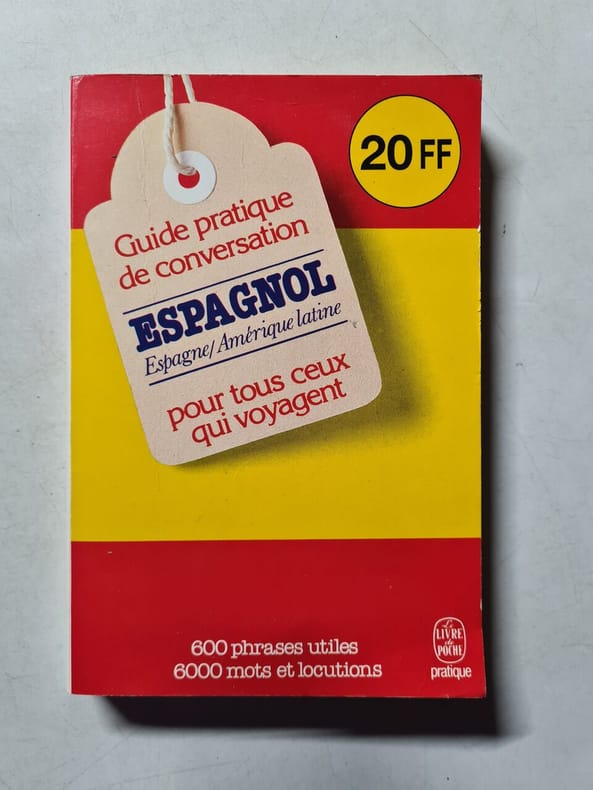 20 FF
Guide pratique
de conversation
ESPAGNOL
Espagne/Amérique latine
pour tous ceux
qui voyagent
600 phrases utiles
6000 mots et locutions
Le
LIVRE
de
POCHE
pratique